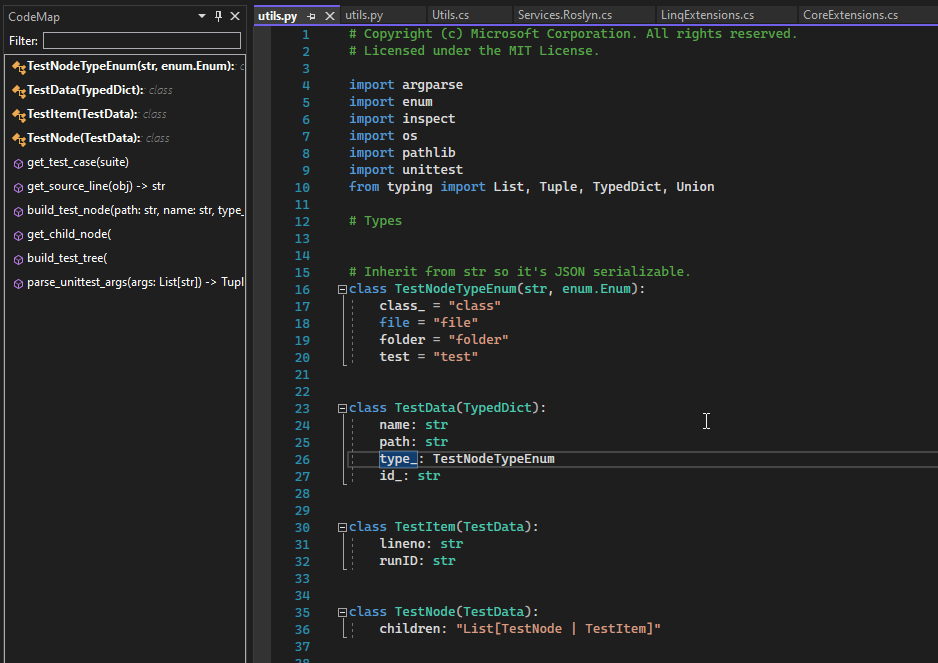 CodeMap
Filter:
TestNodeTypeEnum(str, enum.Enum): c
TestData(TypedDict): class
TestItem(TestData): class
TestNode(TestData): class
get_test_case(suite)
get_source_line(obj) -> str
build_test_node(path: str, name: str, type_
get_child_node(
build_test_tree(
parse_unittest_args(args: List[str]) -> Tupl
utils.py utils.py Utils.cs Services.Roslyn.cs LinqExtensions.cs CoreExtensions.cs
1 # Copyright (c) Microsoft Corporation. All rights reserved.
2 # Licensed under the MIT License.
3
4 import argparse
5 import enum
6 import inspect
7 import os
8 import pathlib
9 import unittest
10 from typing import List, Tuple, TypedDict, Union
11
12 # Types
13
14
15 # Inherit from str so it's JSON serializable.
16 class TestNodeTypeEnum(str, enum.Enum):
17 class_ = "class"
18 file = "file"
19 folder = "folder"
20 test = "test"
21
22
23 class TestData(TypedDict):
24 name: str
25 path: str
26 type_: TestNodeTypeEnum
27 id_: str
28
29
30 class TestItem(TestData):
31 lineno: str
32 runID: str
33
34
35 class TestNode(TestData):
36 children: "List[TestNode | TestItem]"
37
38